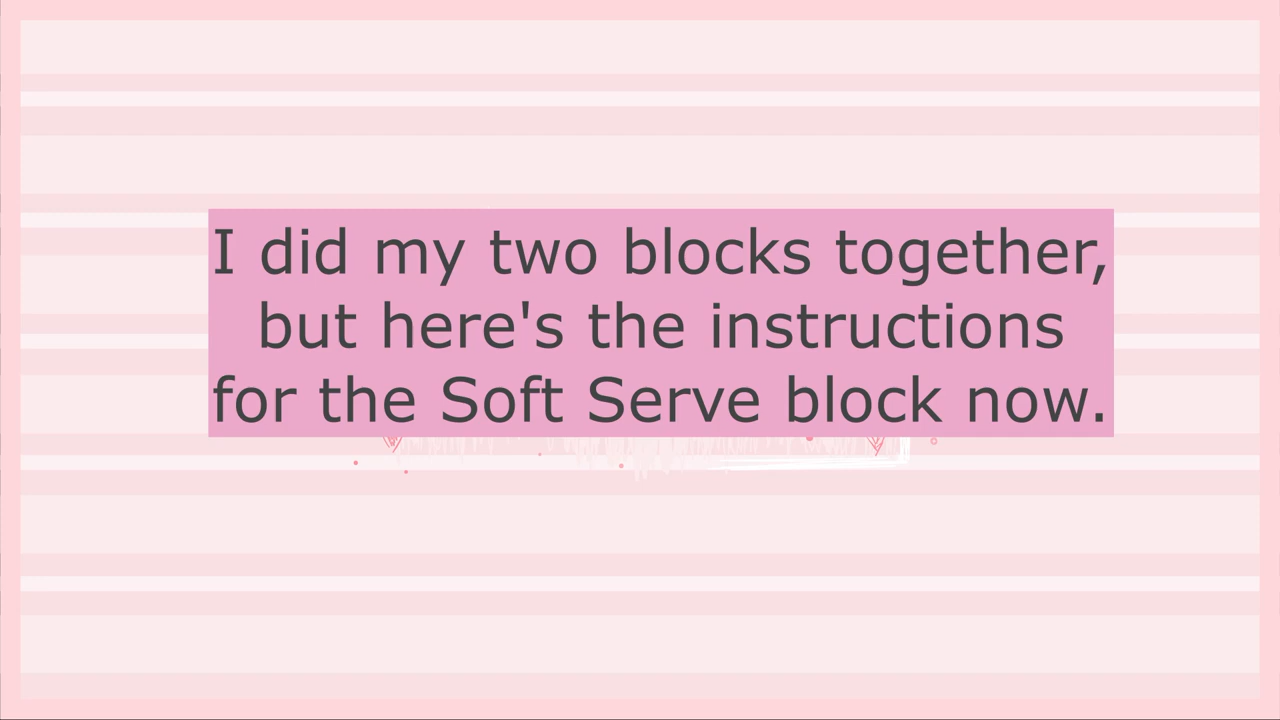 I did my two blocks together,
but here's the instructions
for the Soft Serve block now.